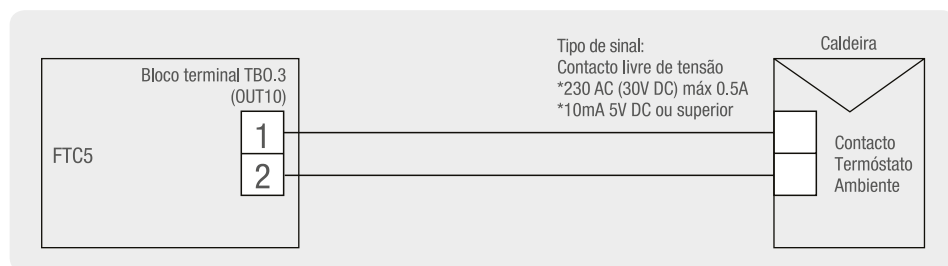 Bloco terminal TBO.3
(OUT10)
1
2
FTC5
Tipo de sinal:
Contacto livre de tensão
*230 AC (30V DC) máx 0.5A
*10mA 5V DC ou superior
Caldeira
Contacto
Termóstato
Ambiente